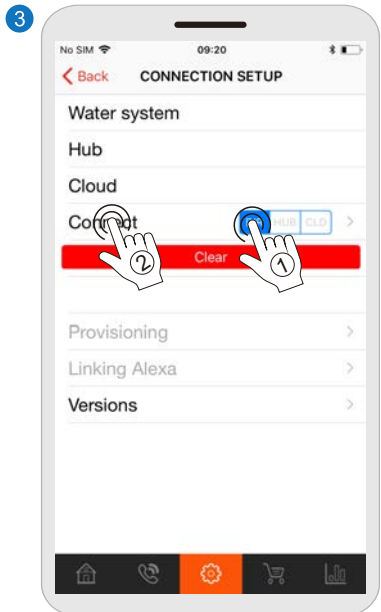 3
No SIM 09:20
Back CONNECTION SETUP
Water system
Hub
Cloud
Connect HUB CLD
Clear
2 1
Provisioning
Linking Alexa
Versions